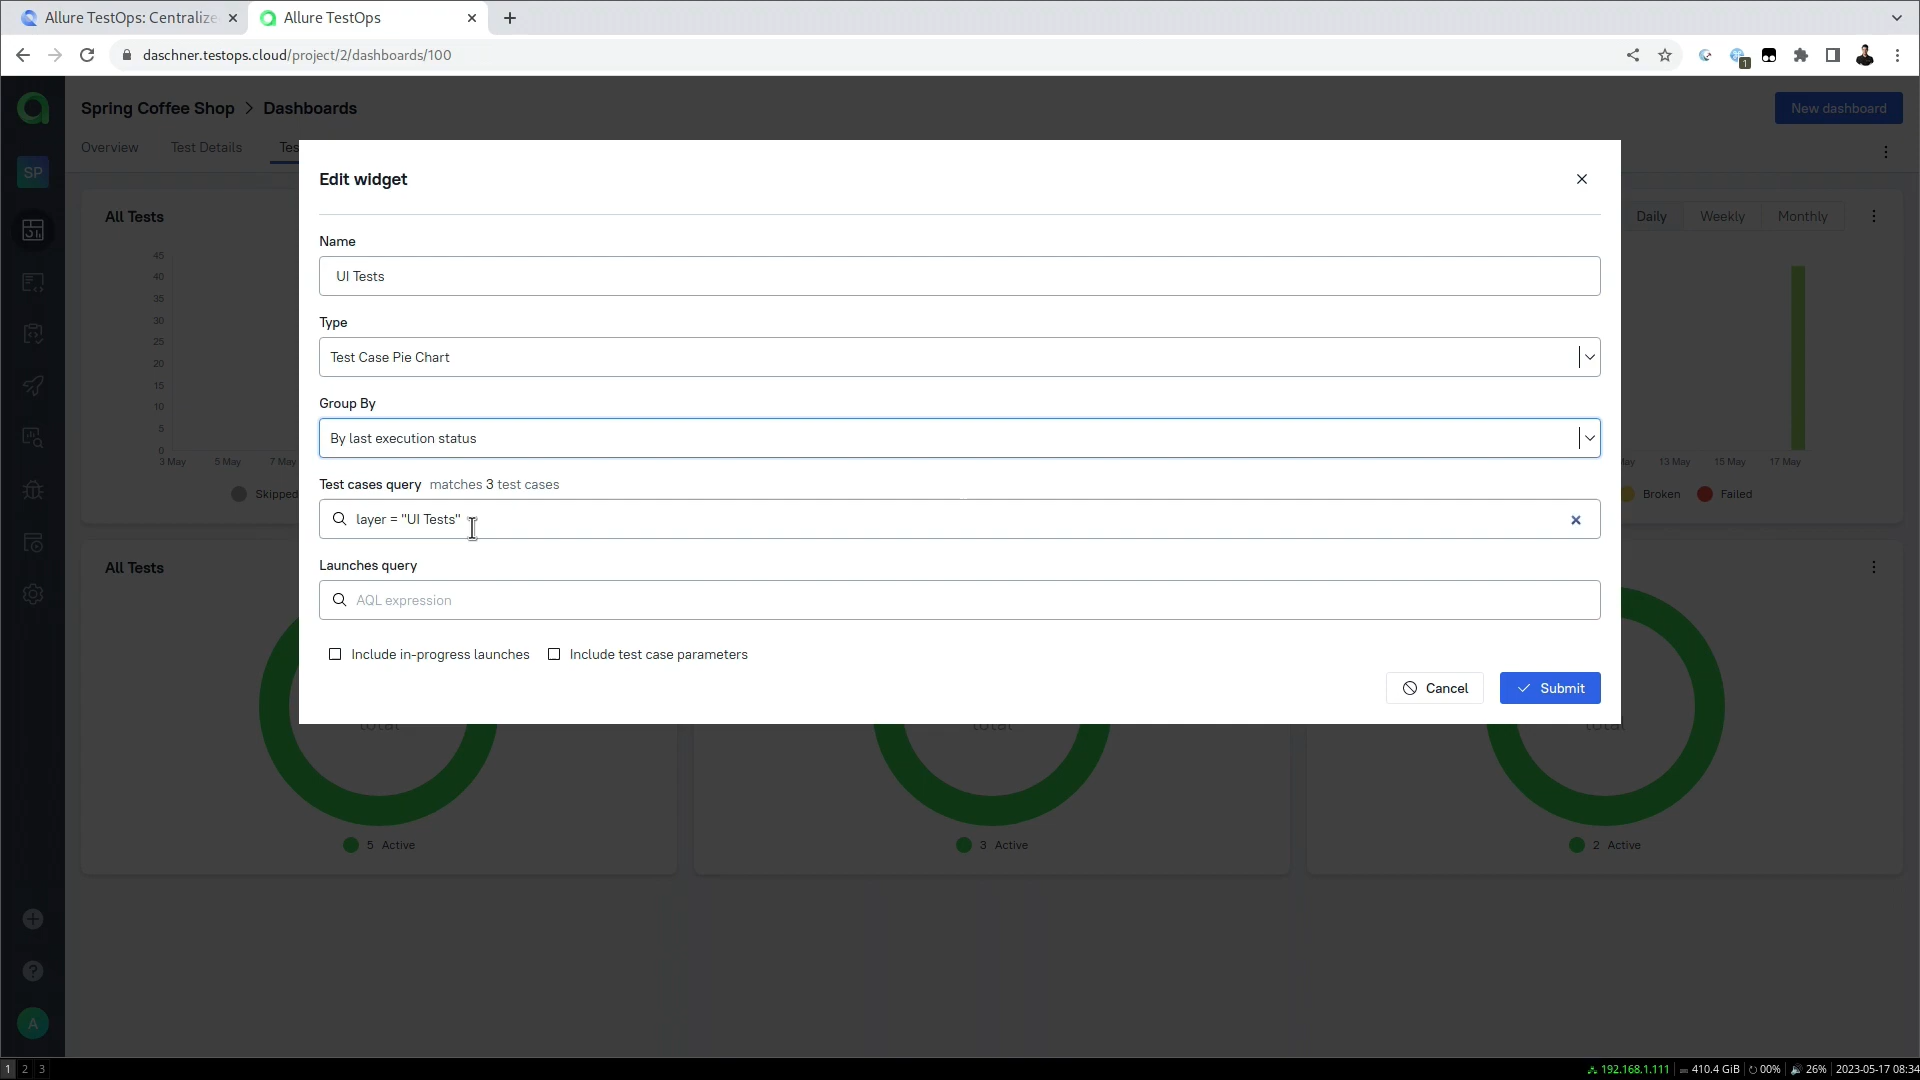 Allure TestOps: Centralize
Allure TestOps
daschner.testops.cloud/project/2/dashboards/100
1
Spring Coffee Shop > Dashboards
New dashboard
Overview Test Details Tes
SP
Edit widget
All Tests
Daily Weekly Monthly
Name
UI Tests
45
40
35
30
25
20
15
10
5
0
3 May 5 May 7 May
13 May 15 May 17 May
Type
Test Case Pie Chart
Group By
By last execution status
Test cases query matches 3 test cases
Skipped
Broken Failed
layer = "UI Tests"
Launches query
All Tests
AQL expression
Include in-progress launches Include test case parameters
Cancel Submit
total total total
5 Active 3 Active 2 Active
?
A
1 2 3
192.168.1.111 410.4 GiB 00% 26% 2023-05-17 08:34